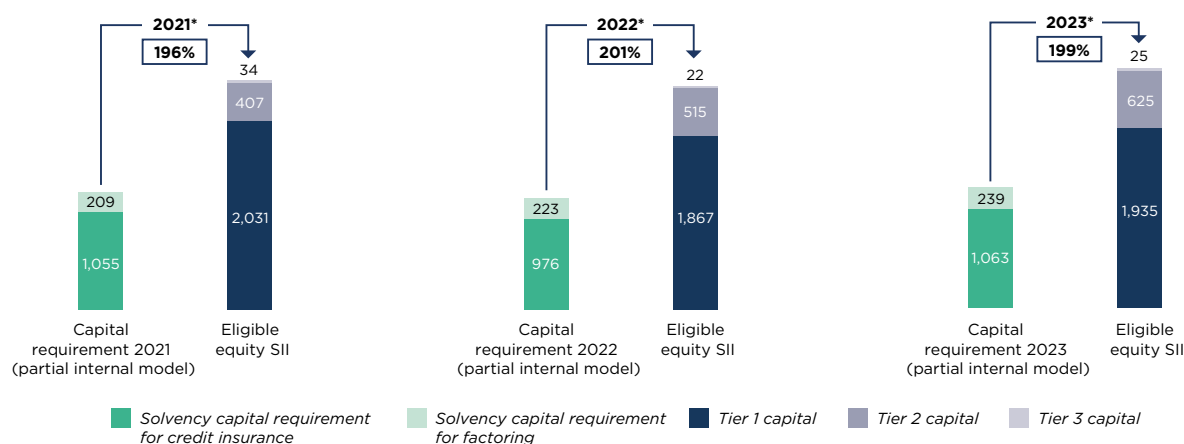 2021*
196%
34
407
2,031
209
1,055
Capital
requirement 2021
(partial internal model)
Eligible
equity SII
2022*
201%
22
515
1,867
223
976
Capital
requirement 2022
(partial internal model)
Eligible
equity SII
2023*
199%
25
625
1,935
239
1,063
Capital
requirement 2023
(partial internal model)
Eligible
equity SII
Solvency capital requirement
for credit insurance
Solvency capital requirement
for factoring
Tier 1 capital
Tier 2 capital
Tier 3 capital